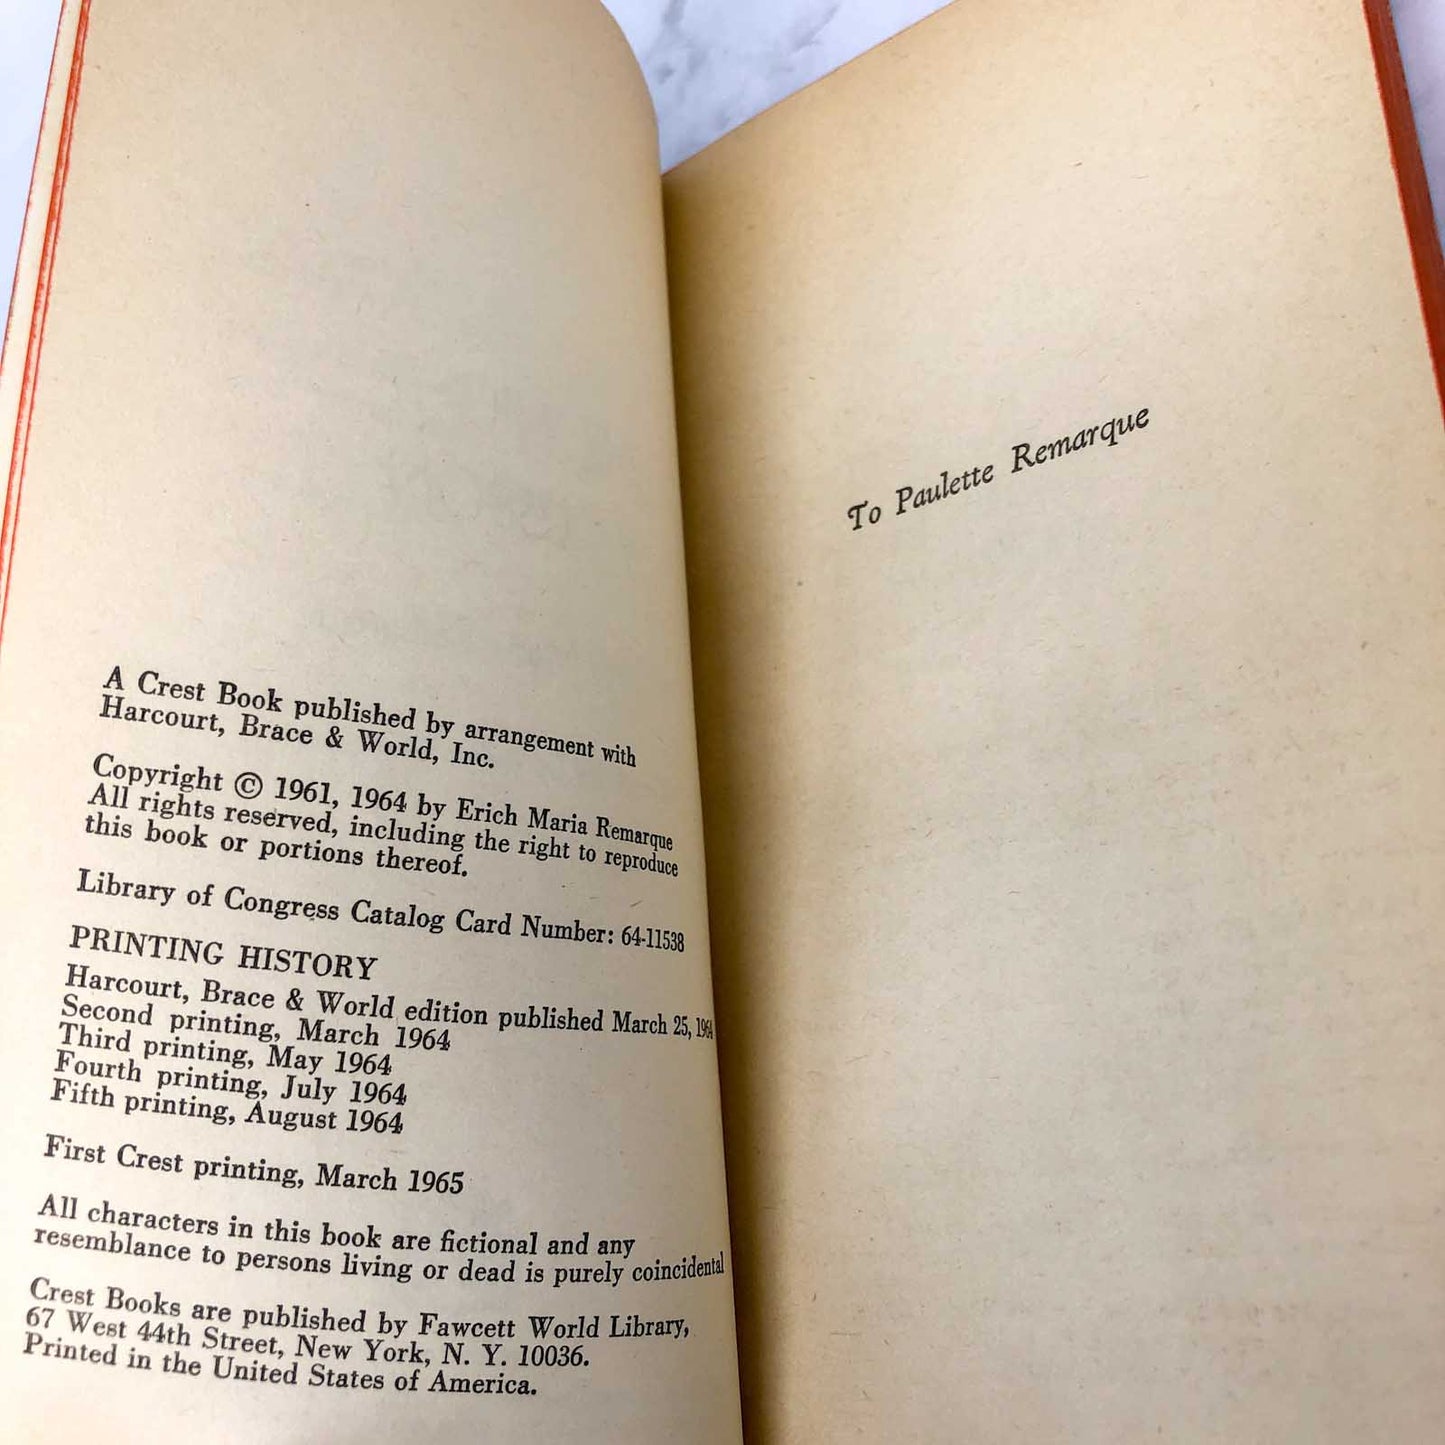 A Crest Book published by arrangement with
Harcourt, Brace & World, Inc.
Copyright © 1961, 1964 by Erich Maria Remarque
All rights reserved, including the right to reproduce
this book or portions thereof.
Library of Congress Catalog Card Number: 64-11538
PRINTING HISTORY
Harcourt, Brace & World edition published March 25, 1964
Second printing, March 1964
Third printing, May 1964
Fourth printing, July 1964
Fifth printing, August 1964
First Crest printing, March 1965
All characters in this book are fictional and any
resemblance to persons living or dead is purely coincidental
Crest Books are published by Fawcett World Library,
67 West 44th Street, New York, N. Y. 10036.
Printed in the United States of America.
To Paulette Remarque